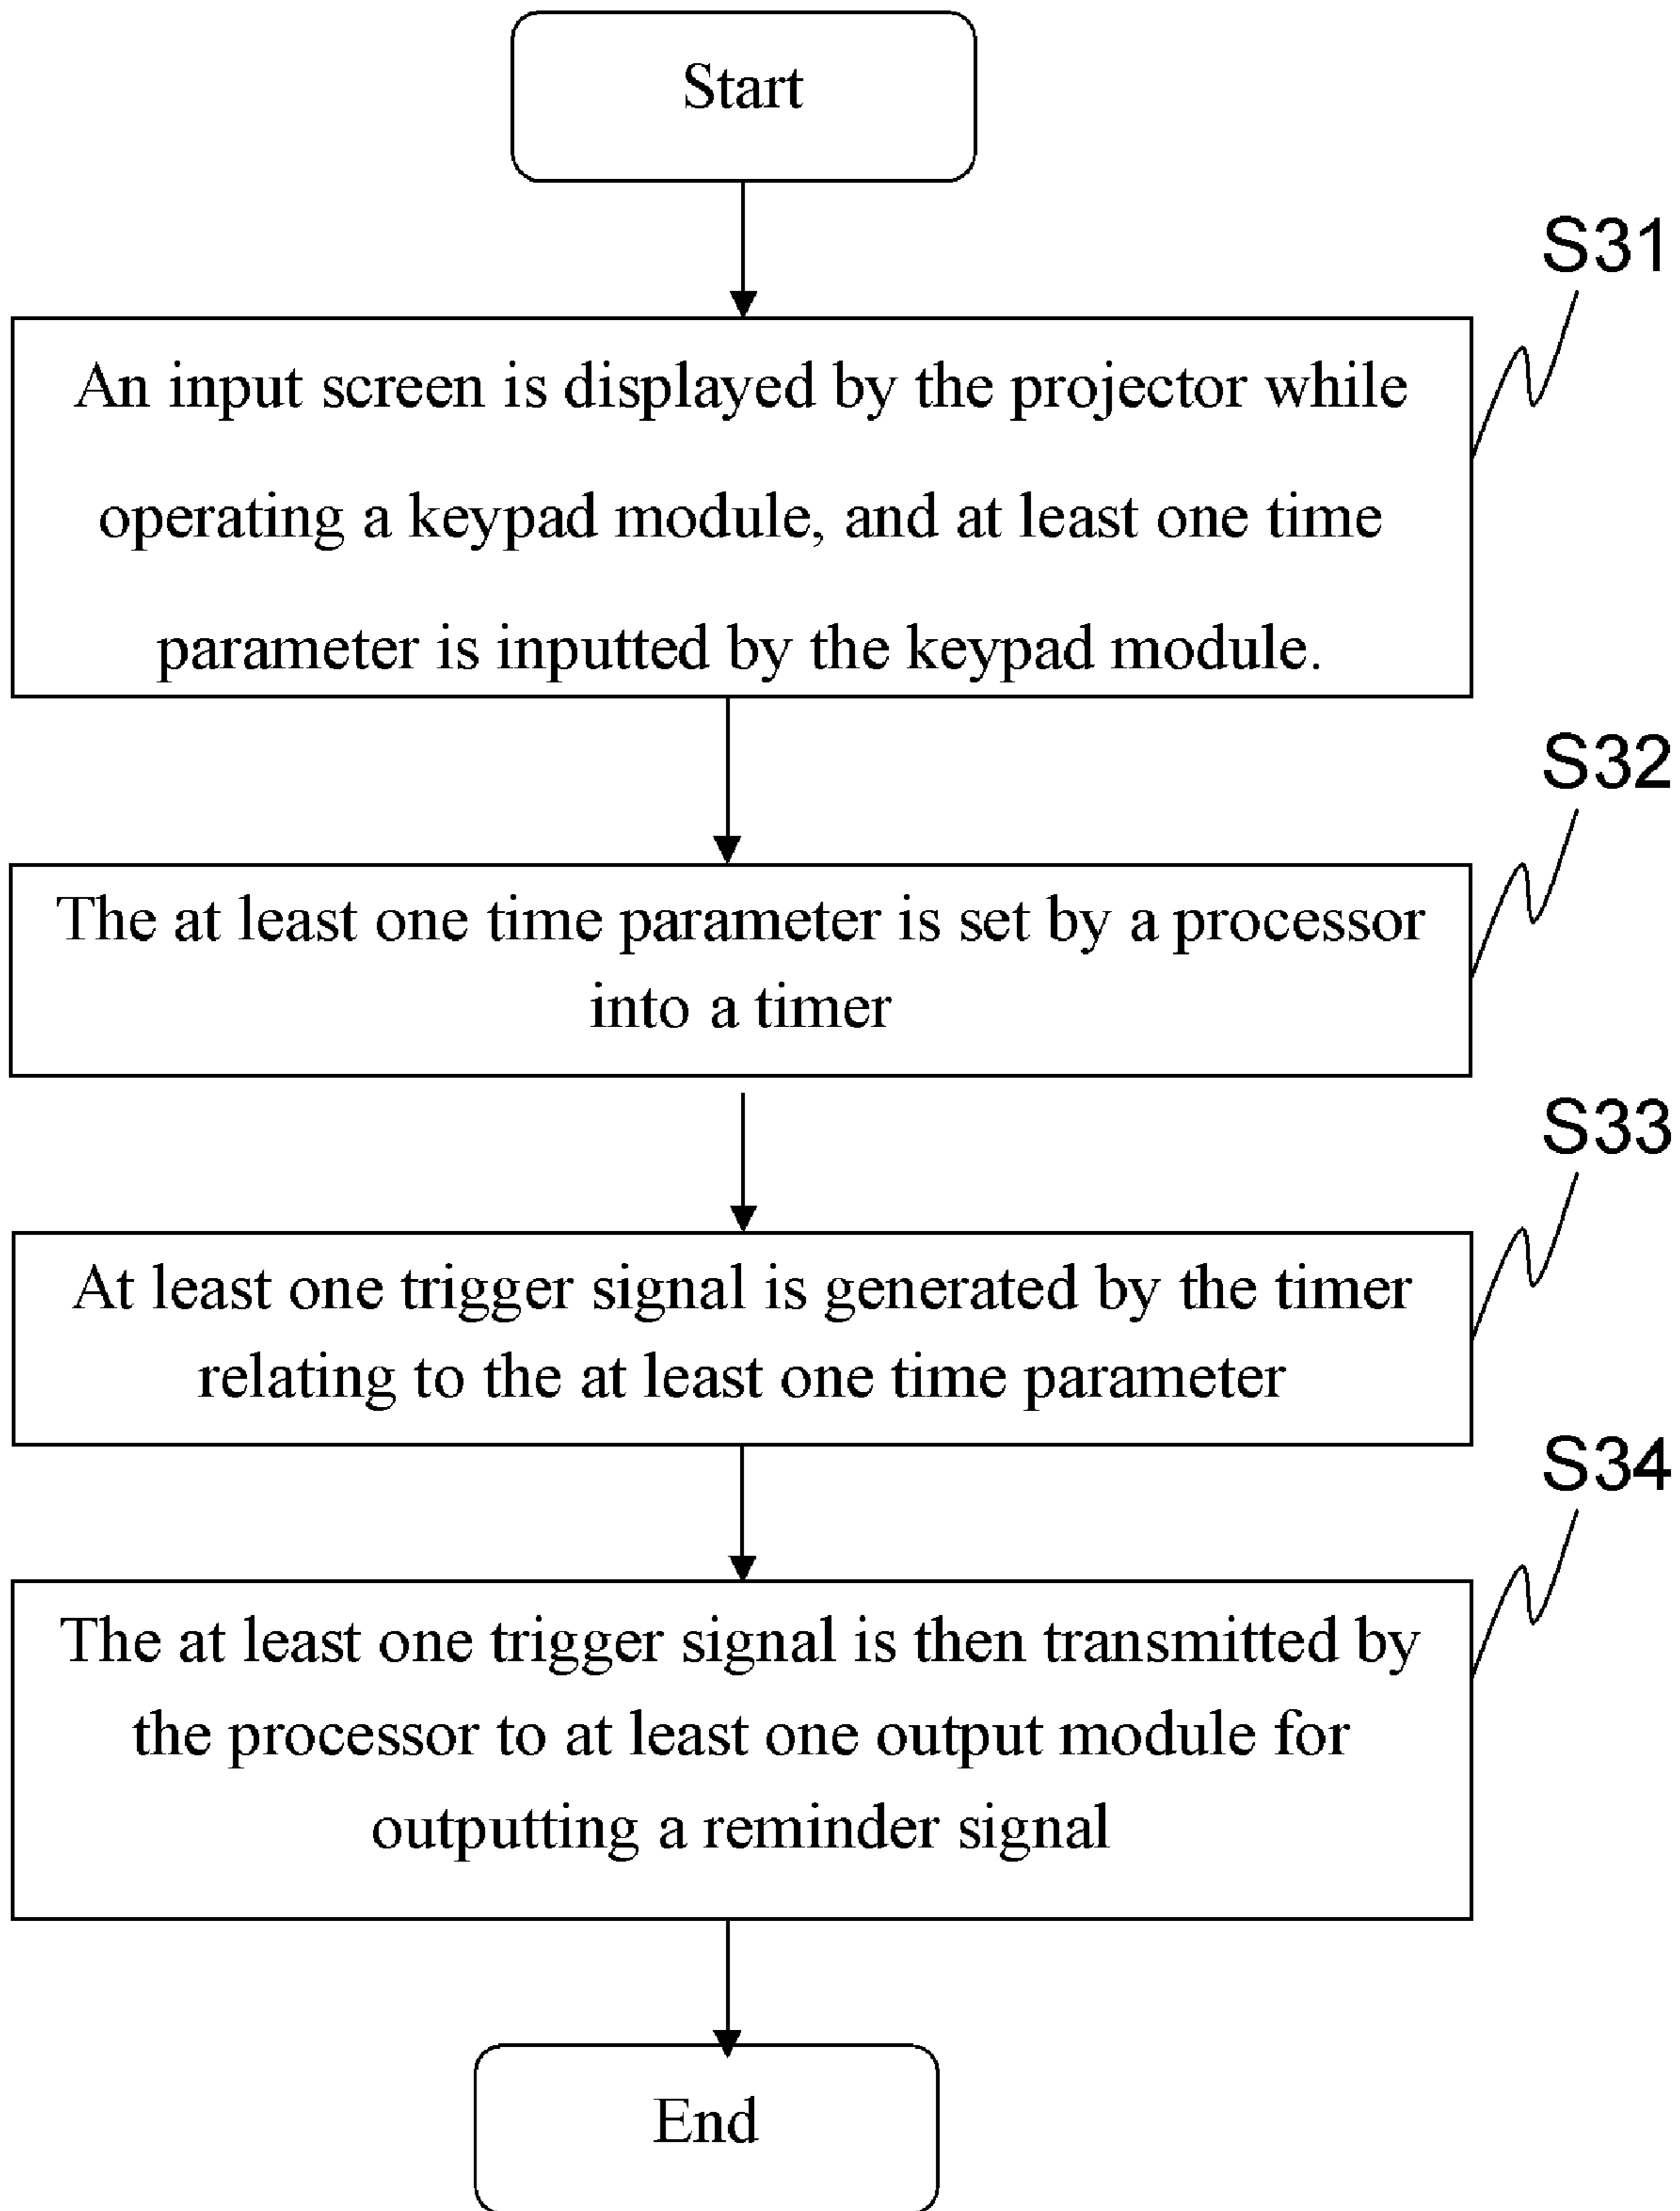 Start
S31
An input screen is displayed by the projector while
operating a keypad module, and at least one time
parameter is inputted by the keypad module.
S32
The at least one time parameter is set by a processor
into a timer
S33
At least one trigger signal is generated by the timer
relating to the at least one time parameter
S34
The at least one trigger signal is then transmitted by
the processor to at least one output module for
outputting a reminder signal
End